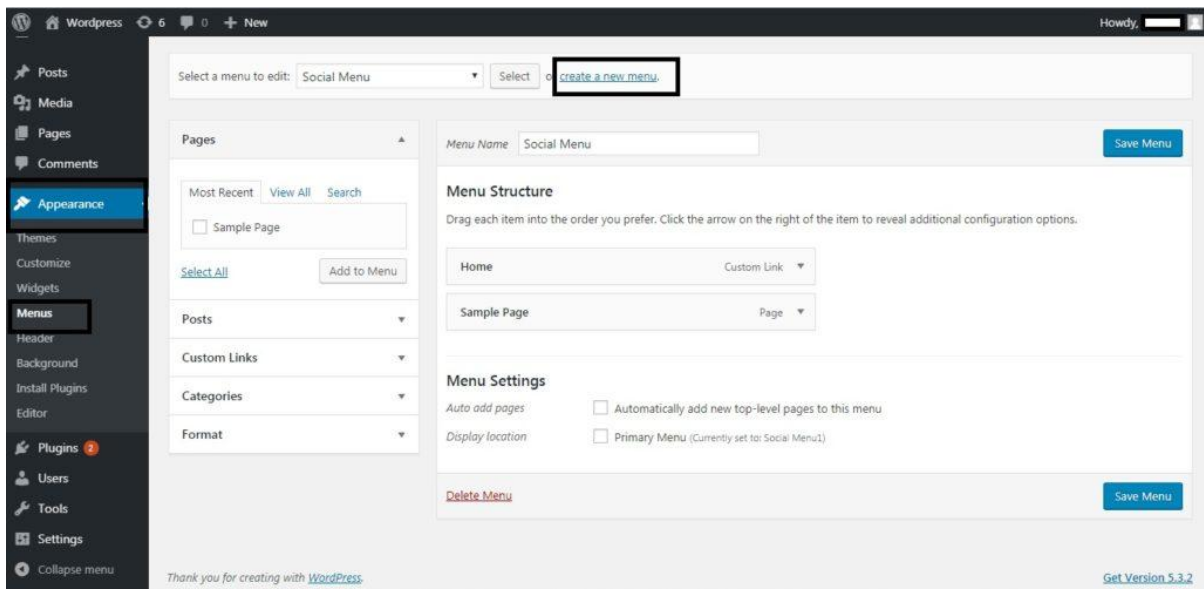 Wordpress 6 0 + New Howdy,
Posts
Media
Pages
Comments
Appearance
Themes
Customize
Widgets
Menus
Header
Background
Install Plugins
Editor
Plugins 2
Users
Tools
Settings
Collapse menu
Select a menu to edit: Social Menu Select o create a new menu.
Pages
Most Recent View All Search
Sample Page
Select All Add to Menu
Posts
Custom Links
Categories
Format
Menu Name Social Menu Save Menu
Menu Structure
Drag each item into the order you prefer. Click the arrow on the right of the item to reveal additional configuration options.
Home Custom Link
Sample Page Page
Menu Settings
Auto add pages Automatically add new top-level pages to this menu
Display location Primary Menu (Currently set to: Social Menu1)
Delete Menu Save Menu
Thank you for creating with WordPress. Get Version 5.3.2